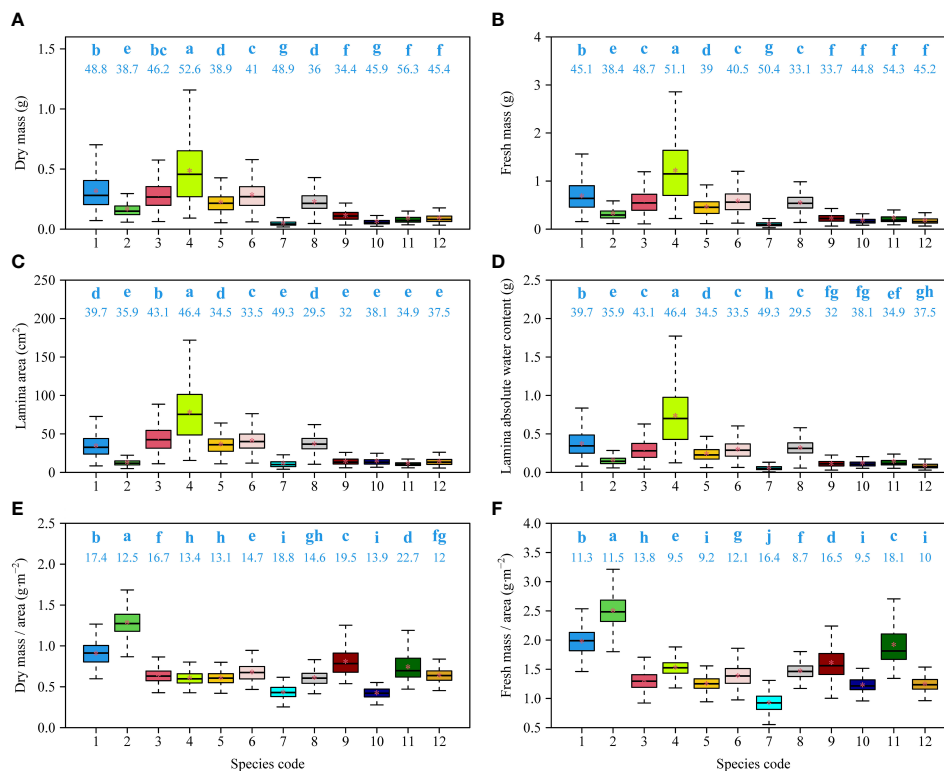 A
b e bc a d c g d f g f f
48.8 38.7 46.2 52.6 38.9 41 48.9 36 34.4 45.9 56.3 45.4
Dry mass (g)
1.5
1.0
0.5
0.0
1 2 3 4 5 6 7 8 9 10 11 12
B
b e c a d c g c f f f f
45.1 38.4 48.7 51.1 39 40.5 50.4 33.1 33.7 44.8 54.3 45.2
Fresh mass (g)
4
3
2
1
0
1 2 3 4 5 6 7 8 9 10 11 12
C
d e b a d c e d e e e e
39.7 35.9 43.1 46.4 34.5 33.5 49.3 29.5 32 38.1 34.9 37.5
Lamina area (cm²)
250
200
150
100
50
0
1 2 3 4 5 6 7 8 9 10 11 12
D
b e c a d c h c fg fg ef gh
39.7 35.9 43.1 46.4 34.5 33.5 49.3 29.5 32 38.1 34.9 37.5
Lamina absolute water content (g)
2.5
2.0
1.5
1.0
0.5
0.0
1 2 3 4 5 6 7 8 9 10 11 12
E
b a f h h e i gh c i d fg
17.4 12.5 16.7 13.4 13.1 14.7 18.8 14.6 19.5 13.9 22.7 12
Dry mass / area (g·m⁻²)
2.5
2.0
1.5
1.0
0.5
0.0
1 2 3 4 5 6 7 8 9 10 11 12
Species code
F
b a h e i g j f d i c i
11.3 11.5 13.8 9.5 9.2 12.1 16.4 8.7 16.5 9.5 18.1 10
Fresh mass / area (g·m⁻²)
4.0
3.5
3.0
2.5
2.0
1.5
1.0
0.5
1 2 3 4 5 6 7 8 9 10 11 12
Species code